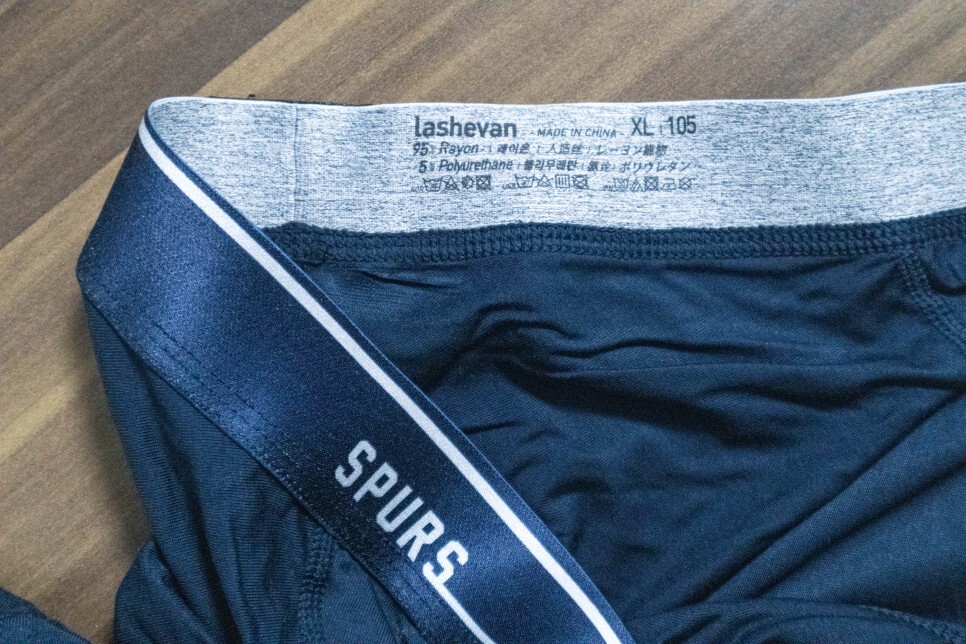 lashevan - MADE IN CHINA - XL | 105
95% Rayon | 레이온 | 人造丝 | レーヨン
5% Polyurethane | 폴리우레탄 | 氨纶 | ポリウレタン
SPURS